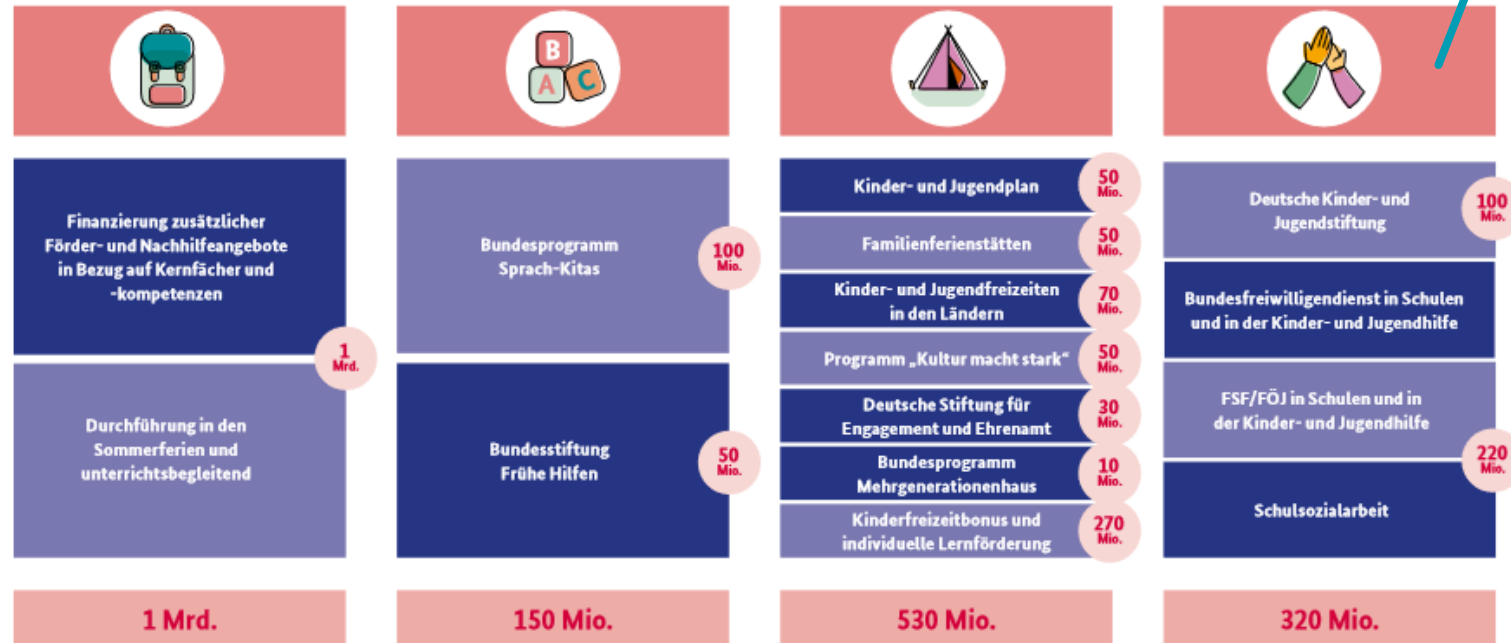 B
A
C
Finanzierung zusätzlicher
Förder- und Nachhilfeangebote
in Bezug auf Kernfächer und
-kompetenzen
1
Mrd.
Durchführung in den
Sommerferien und
unterrichtsbegleitend
1 Mrd.
Bundesprogramm
Sprach-Kitas
100
Mio.
Bundesstiftung
Frühe Hilfen
50
Mio.
150 Mio.
Kinder- und Jugendplan
50
Mio.
Familienferienstätten
50
Mio.
Kinder- und Jugendfreizeiten
in den Ländern
70
Mio.
Programm „Kultur macht stark“
50
Mio.
Deutsche Stiftung für
Engagement und Ehrenamt
30
Mio.
Bundesprogramm
Mehrgenerationenhaus
10
Mio.
Kinderfreizeitbonus und
individuelle Lernförderung
270
Mio.
530 Mio.
Deutsche Kinder- und
Jugendstiftung
100
Mio.
Bundesfreiwilligendienst in Schulen
und in der Kinder- und Jugendhilfe
FSF/FÖJ in Schulen und in
der Kinder- und Jugendhilfe
220
Mio.
Schulsozialarbeit
320 Mio.